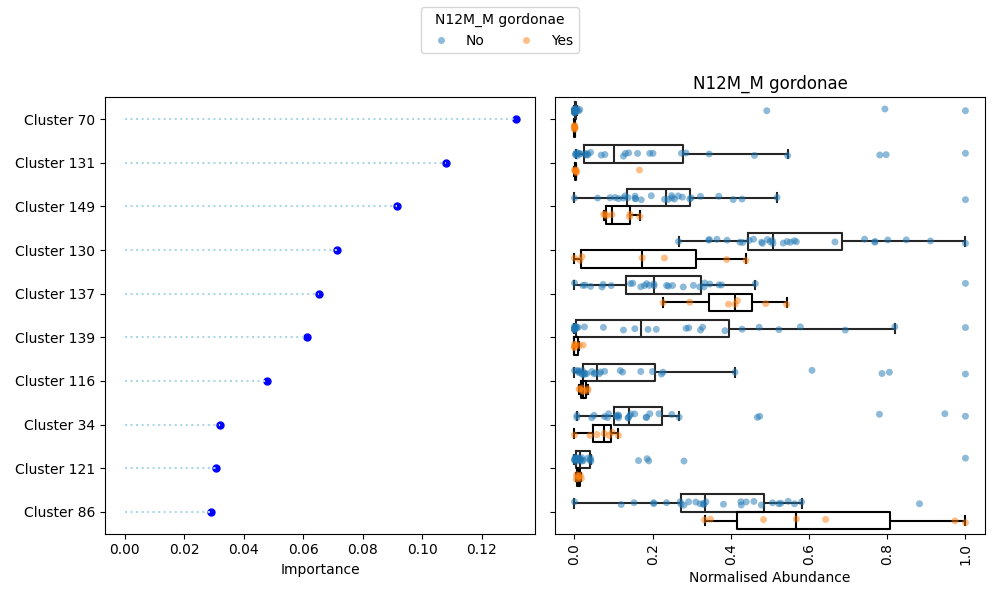 N12M_M gordonae
No Yes
N12M_M gordonae
Cluster 70
Cluster 131
Cluster 149
Cluster 130
Cluster 137
Cluster 139
Cluster 116
Cluster 34
Cluster 121
Cluster 86
0.00 0.02 0.04 0.06 0.08 0.10 0.12
Importance
0.0 0.2 0.4 0.6 0.8 1.0
Normalised Abundance